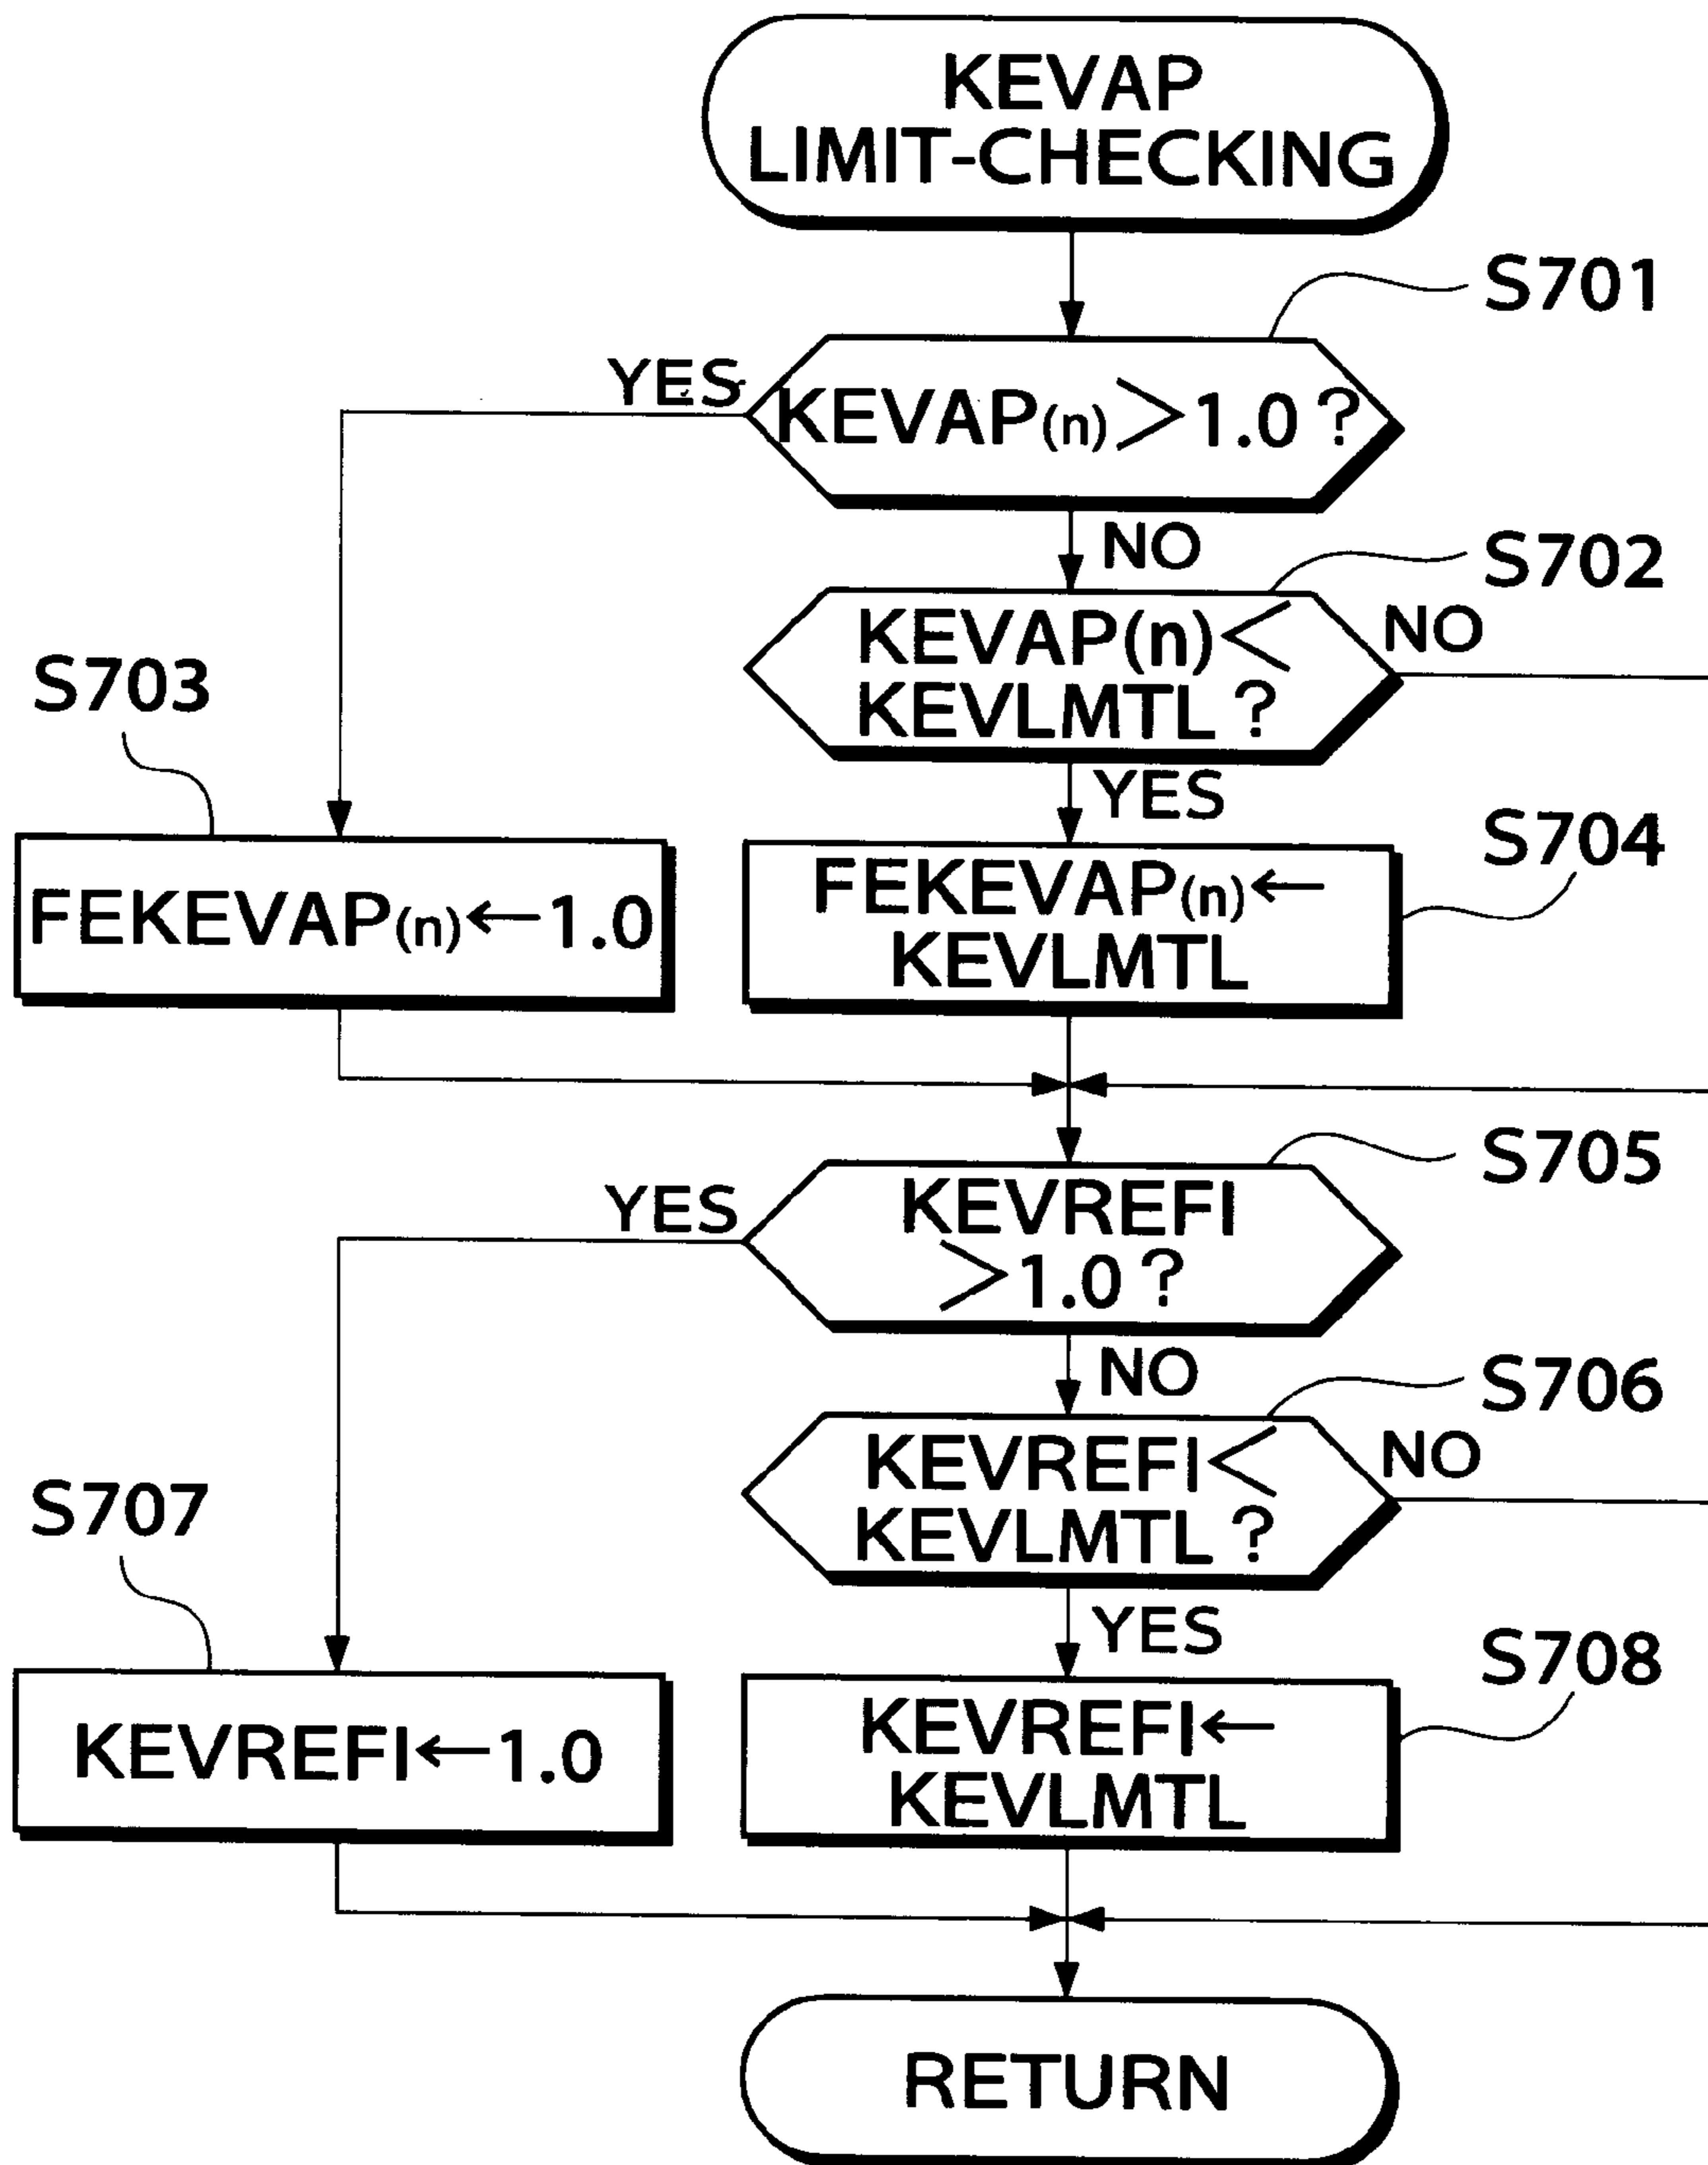 KEVAP
LIMIT-CHECKING
S701
YES
KEVAP(n)>1.0?
NO
S702
KEVAP(n)<
KEVLMTL?
NO
S703
YES
S704
FEKEVAP(n)←1.0
FEKEVAP(n)←
KEVLMTL
S705
YES
KEVREFI
>1.0?
NO
S706
KEVREFI<
KEVLMTL?
NO
S707
YES
S708
KEVREFI←1.0
KEVREFI←
KEVLMTL
RETURN